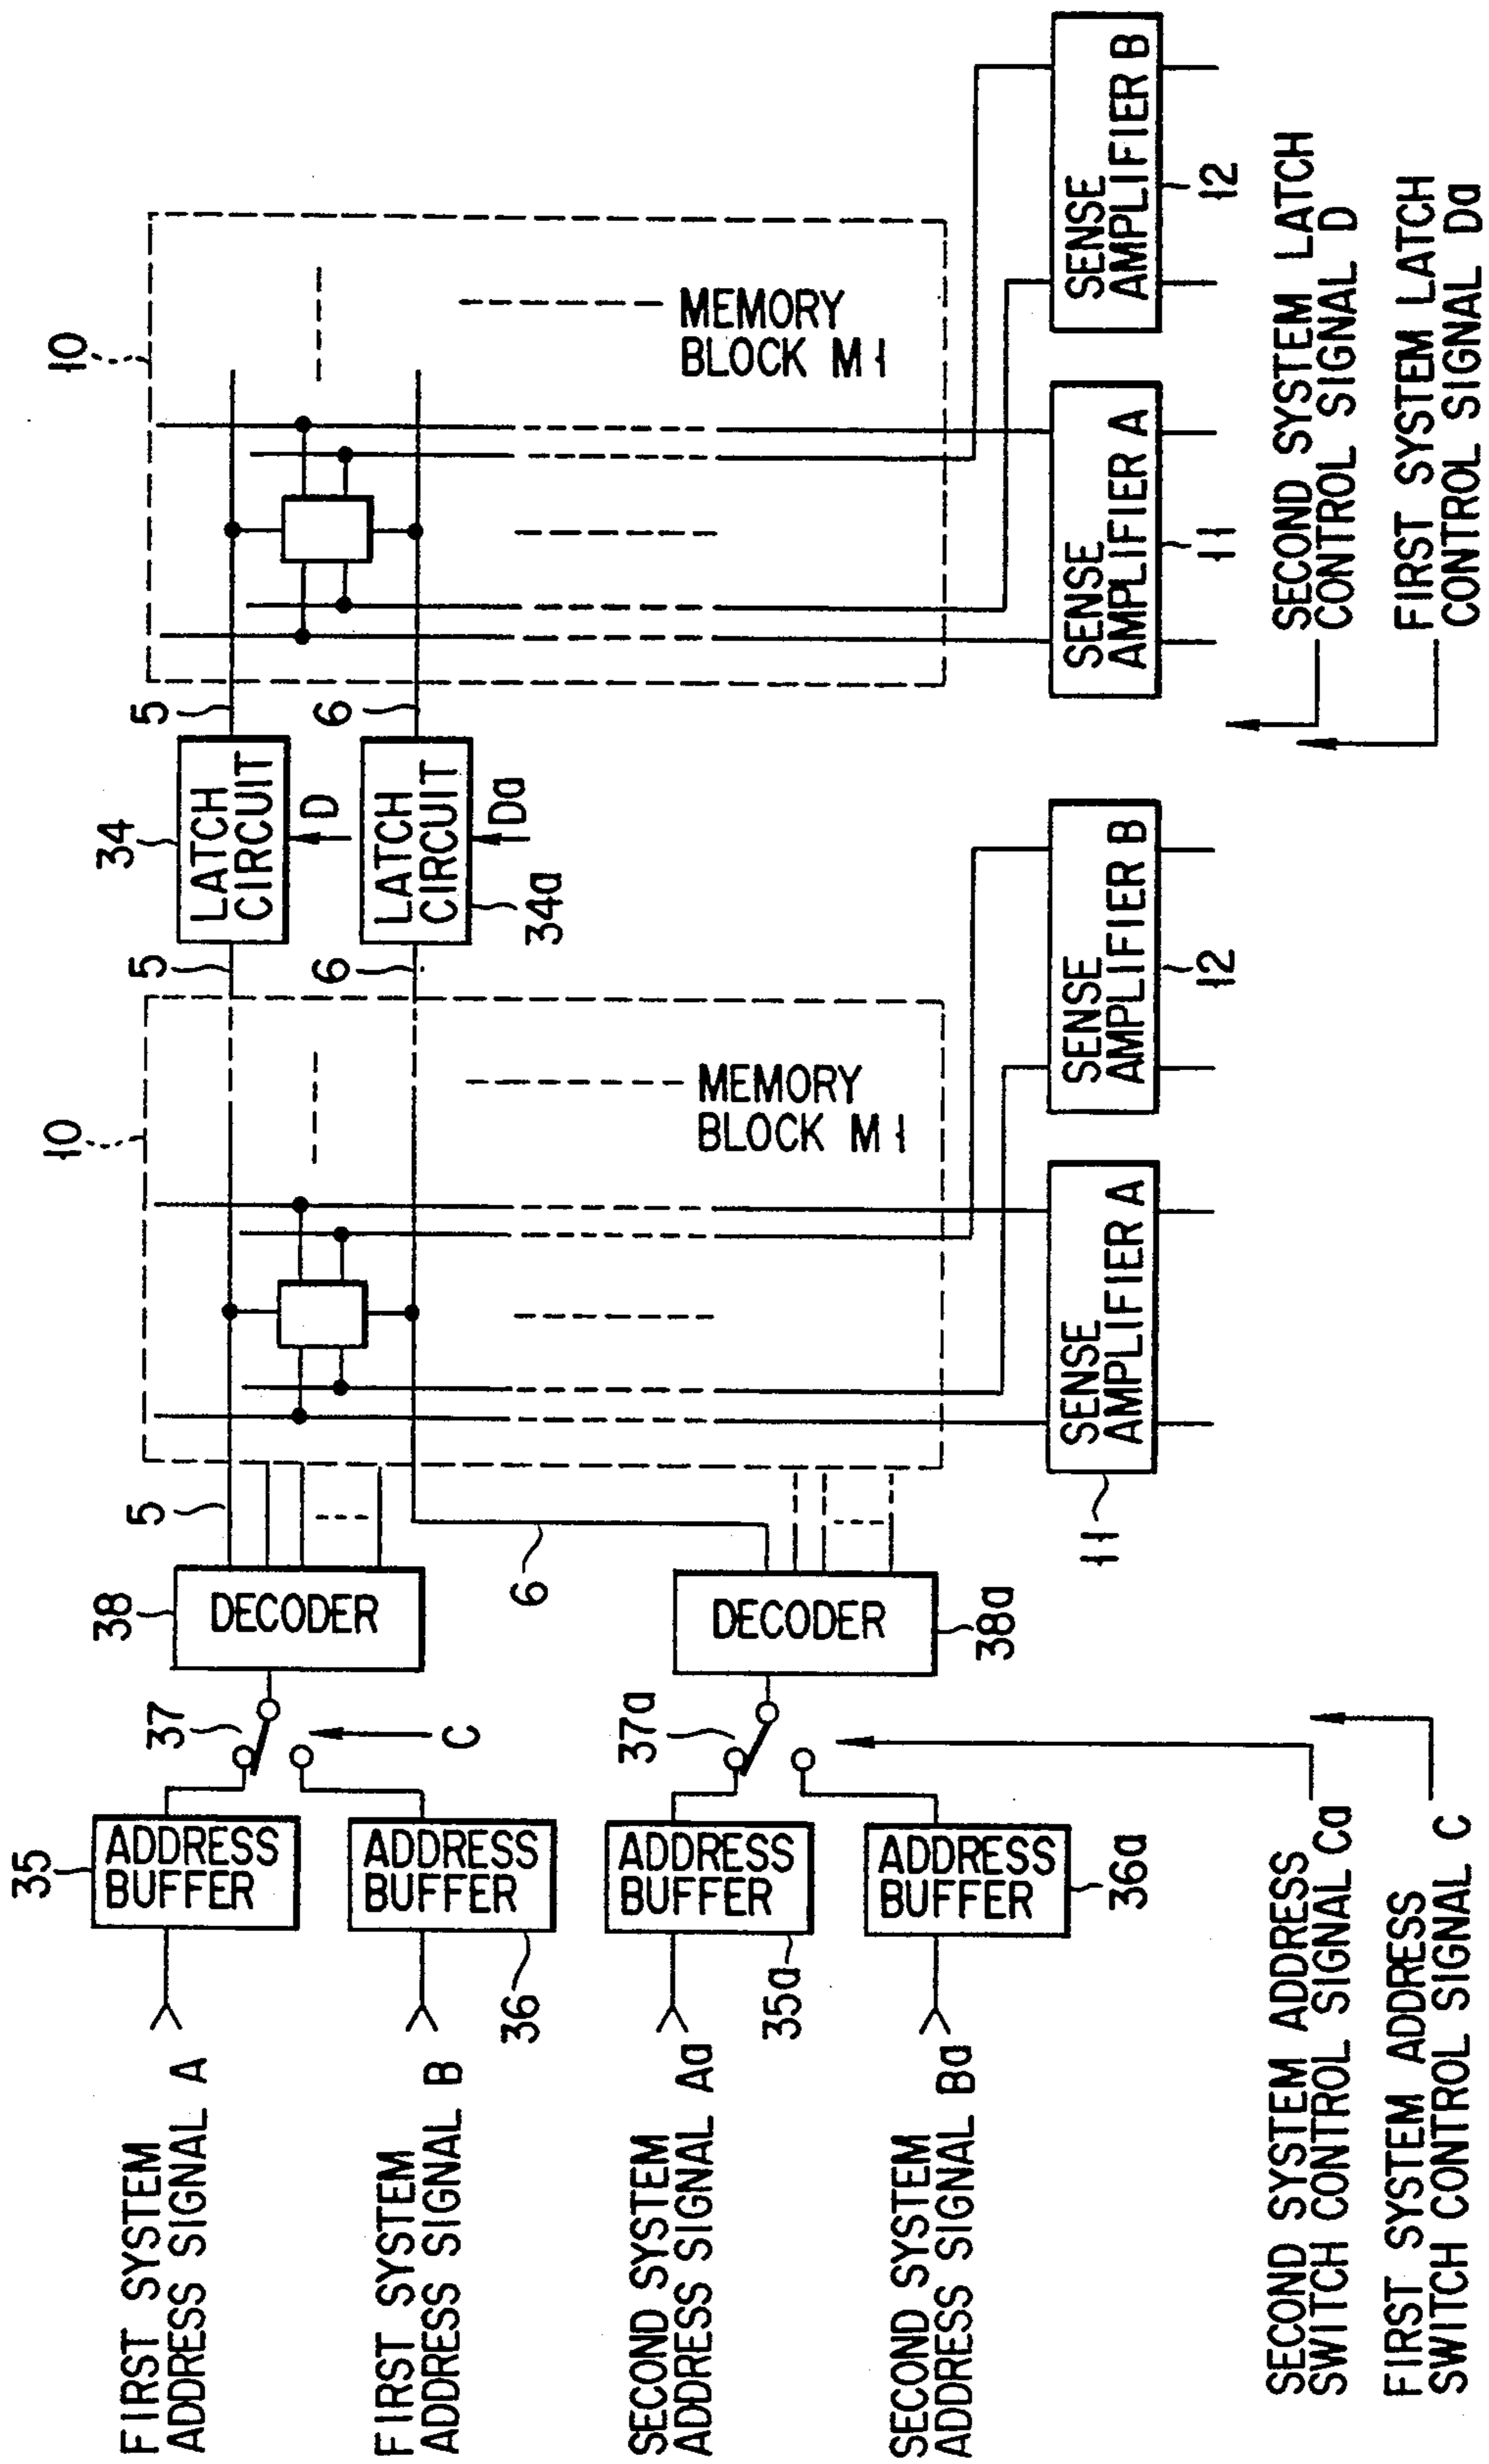 FIRST SYSTEM
ADDRESS SIGNAL A
35
ADDRESS
BUFFER
FIRST SYSTEM
ADDRESS SIGNAL B
36
ADDRESS
BUFFER
37
C
38
DECODER
5
6
SECOND SYSTEM
ADDRESS SIGNAL Aa
35a
ADDRESS
BUFFER
SECOND SYSTEM
ADDRESS SIGNAL Ba
36a
ADDRESS
BUFFER
37a
38a
DECODER
10
MEMORY
BLOCK M1
5
6
34
LATCH
CIRCUIT
D
34a
LATCH
CIRCUIT
Da
5
6
10
MEMORY
BLOCK M1
11
SENSE
AMPLIFIER A
SENSE
AMPLIFIER B
12
SENSE
AMPLIFIER A
11
SENSE
AMPLIFIER B
12
SECOND SYSTEM ADDRESS
SWITCH CONTROL SIGNAL Ca
FIRST SYSTEM ADDRESS
SWITCH CONTROL SIGNAL C
SECOND SYSTEM LATCH
CONTROL SIGNAL D
FIRST SYSTEM LATCH
CONTROL SIGNAL Da